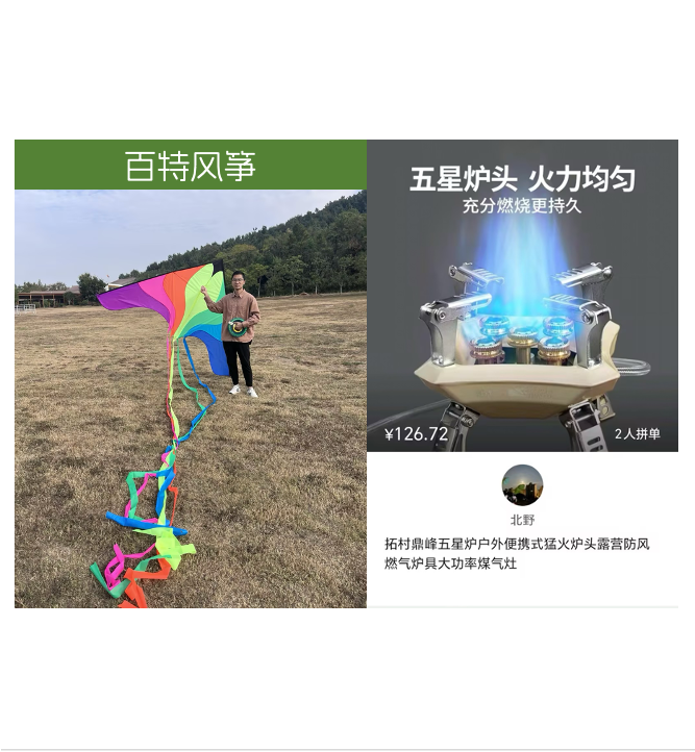 百特风筝
五星炉头 火力均匀
充分燃烧更持久
¥126.72
2人拼单
北野
拓村鼎峰五星炉户外便携式猛火炉头露营防风
燃气炉具大功率煤气灶